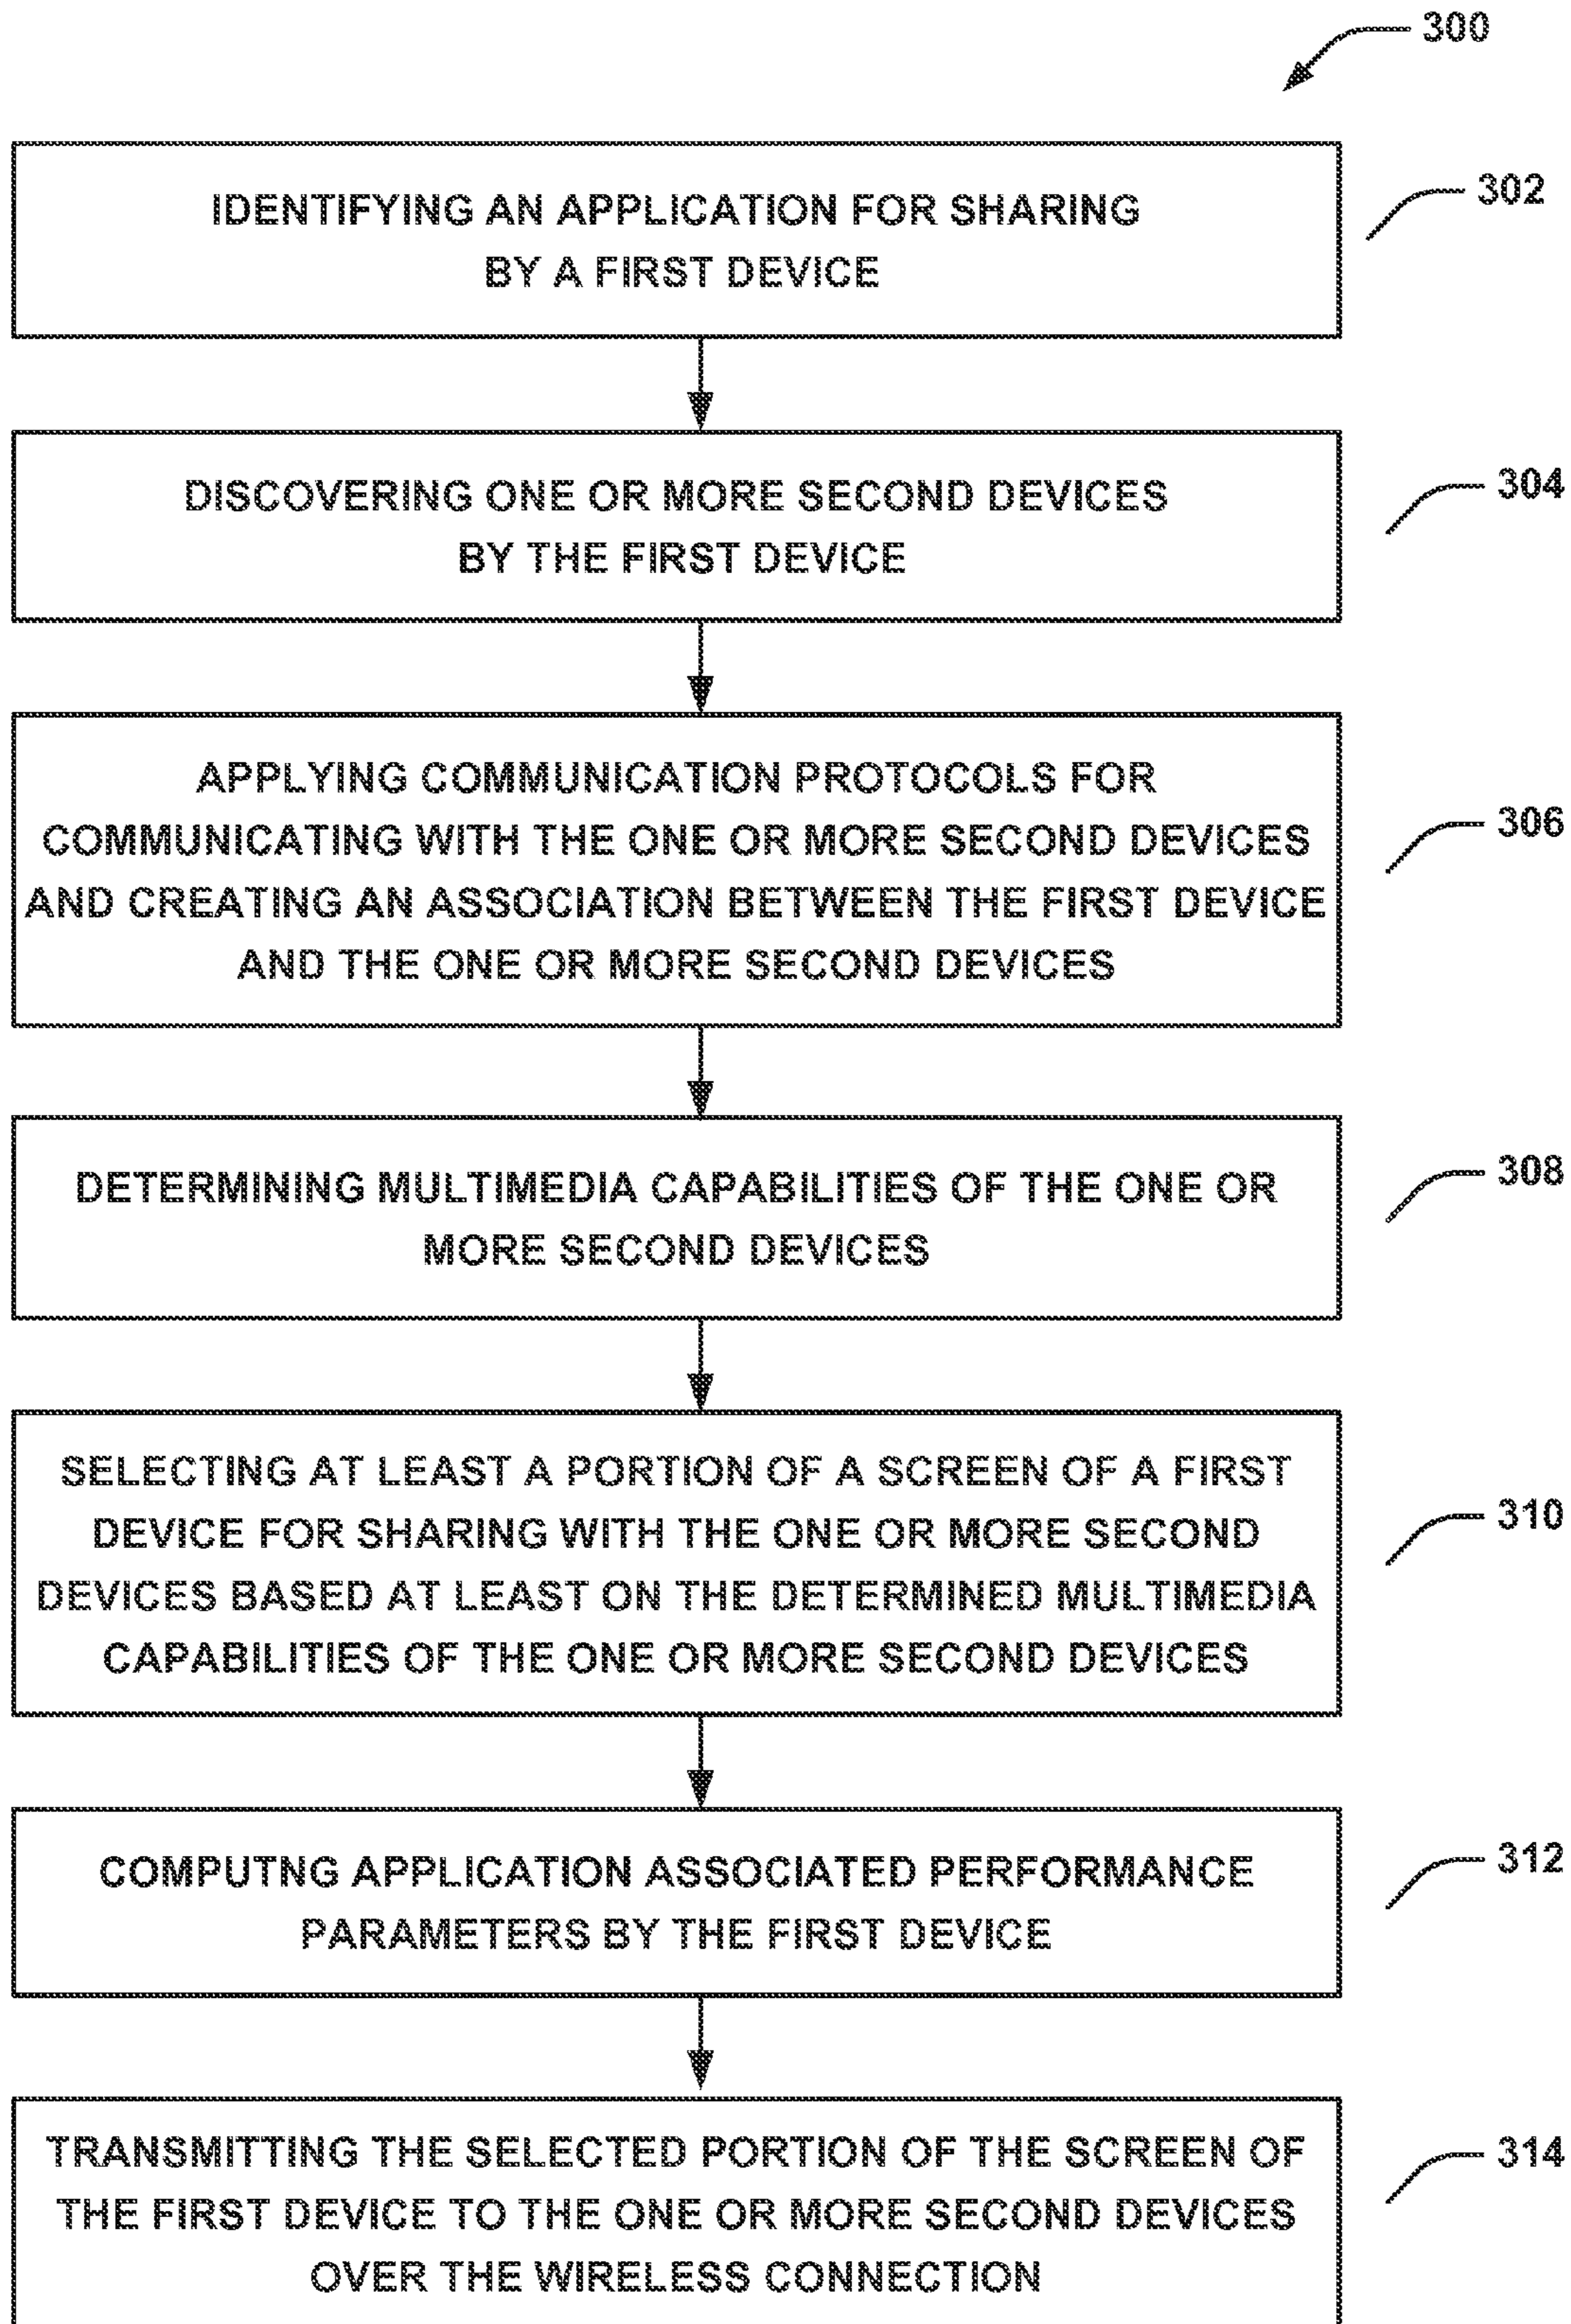 300
IDENTIFYING AN APPLICATION FOR SHARING
BY A FIRST DEVICE
302
DISCOVERING ONE OR MORE SECOND DEVICES
BY THE FIRST DEVICE
304
APPLYING COMMUNICATION PROTOCOLS FOR
COMMUNICATING WITH THE ONE OR MORE SECOND DEVICES
AND CREATING AN ASSOCIATION BETWEEN THE FIRST DEVICE
AND THE ONE OR MORE SECOND DEVICES
306
DETERMINING MULTIMEDIA CAPABILITIES OF THE ONE OR
MORE SECOND DEVICES
308
SELECTING AT LEAST A PORTION OF A SCREEN OF A FIRST
DEVICE FOR SHARING WITH THE ONE OR MORE SECOND
DEVICES BASED AT LEAST ON THE DETERMINED MULTIMEDIA
CAPABILITIES OF THE ONE OR MORE SECOND DEVICES
310
COMPUTNG APPLICATION ASSOCIATED PERFORMANCE
PARAMETERS BY THE FIRST DEVICE
312
TRANSMITTING THE SELECTED PORTION OF THE SCREEN OF
THE FIRST DEVICE TO THE ONE OR MORE SECOND DEVICES
OVER THE WIRELESS CONNECTION
314